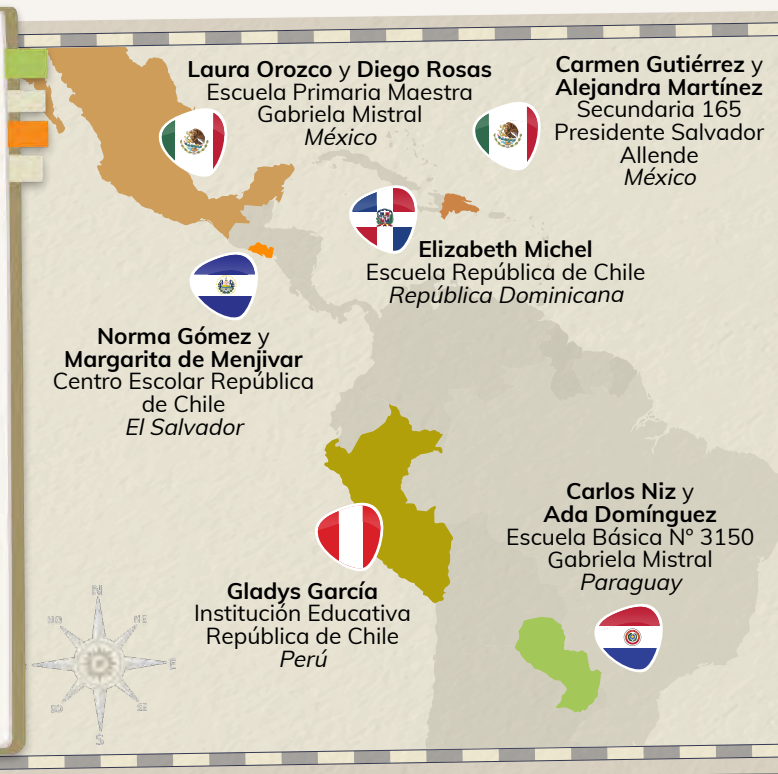 Laura Orozco y Diego Rosas
Escuela Primaria Maestra
Gabriela Mistral
México
Carmen Gutiérrez y
Alejandra Martínez
Secundaria 165
Presidente Salvador
Allende
México
Elizabeth Michel
Escuela República de Chile
República Dominicana
Norma Gómez y
Margarita de Menjivar
Centro Escolar República
de Chile
El Salvador
Carlos Niz y
Ada Domínguez
Escuela Básica Nº 3150
Gabriela Mistral
Paraguay
Gladys García
Institución Educativa
República de Chile
Perú
N
NE
S